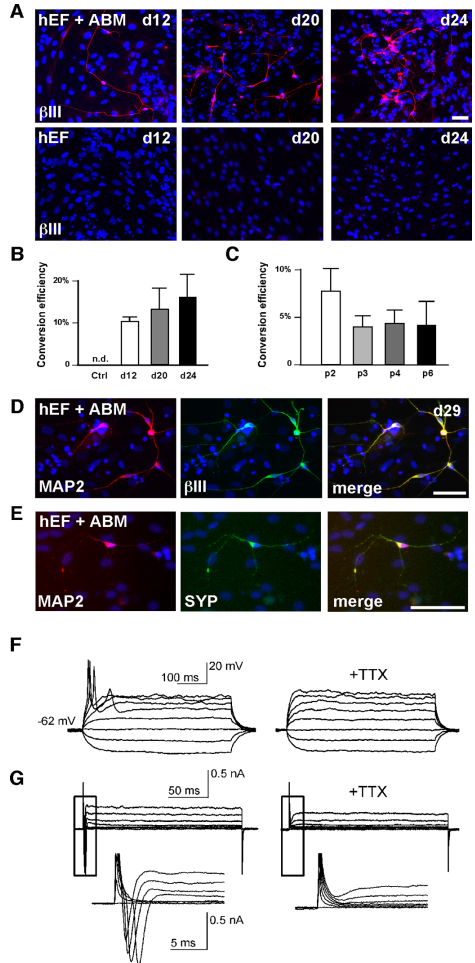 A
hEF + ABM d12 d20 d24
βIII
hEF d12 d20 d24
βIII
B
Conversion efficiency
20%
10%
n.d.
Ctrl d12 d20 d24
C
Conversion efficiency
10%
5%
0
p2 p3 p4 p6
D
hEF + ABM d29
MAP2 βIII merge
E
hEF + ABM
MAP2 SYP merge
F
20 mV
100 ms
+TTX
-62 mV
G
0.5 nA
50 ms
+TTX
0.5 nA
5 ms